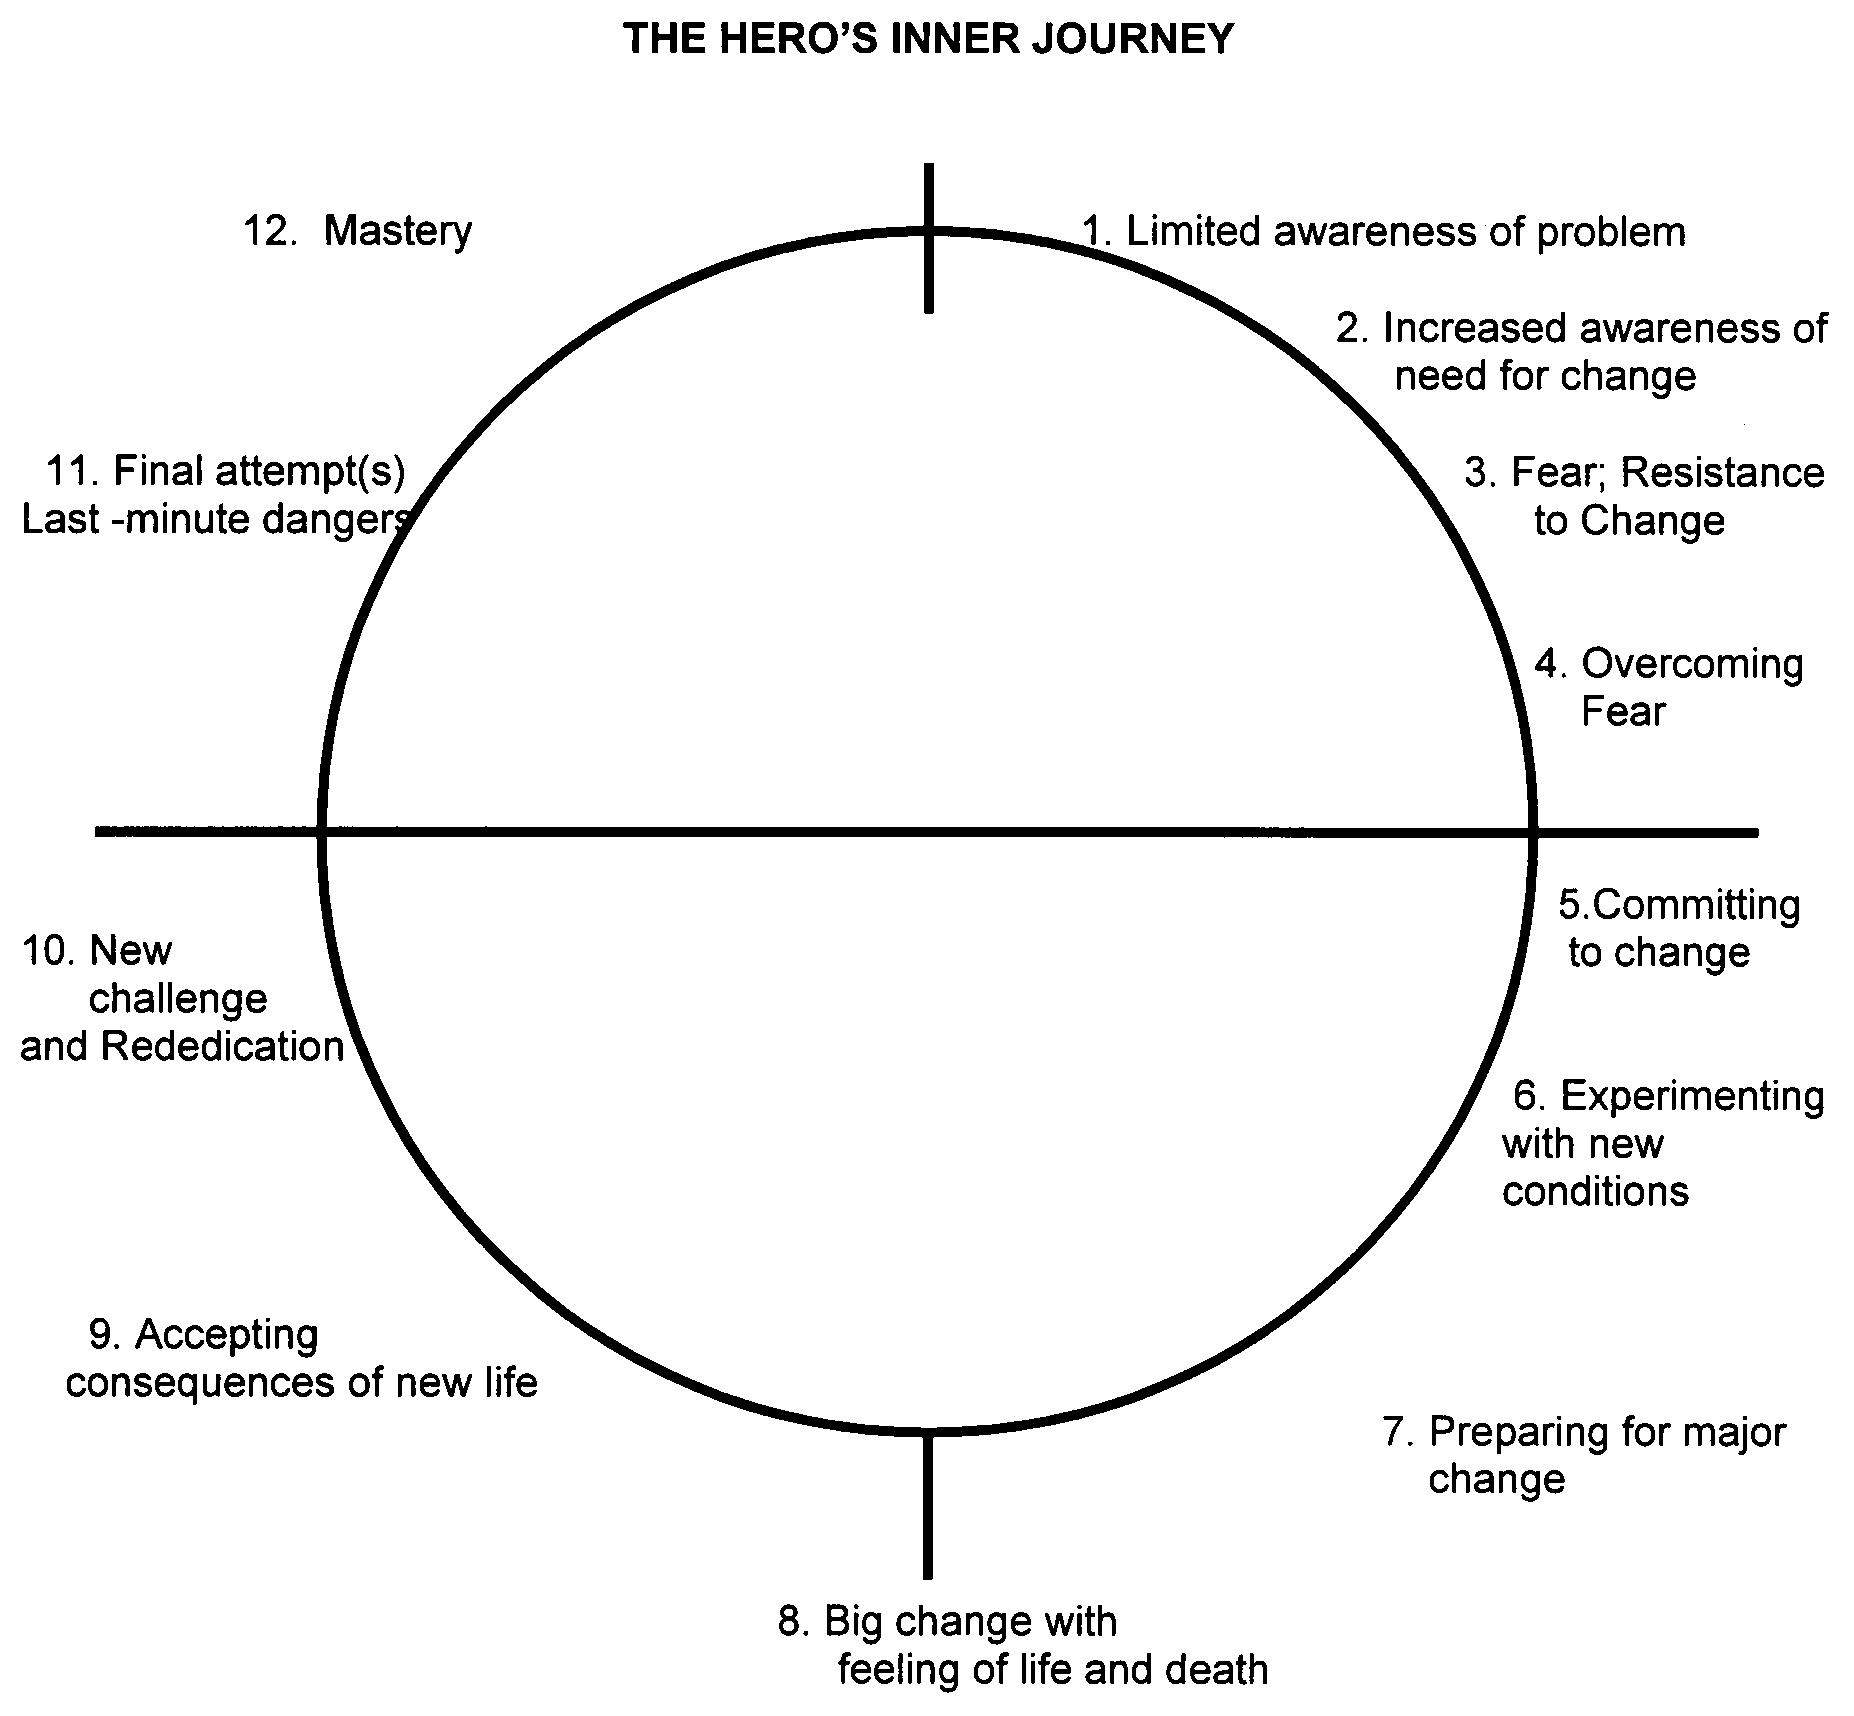 THE HERO'S INNER JOURNEY
1. Limited awareness of problem
2. Increased awareness of
need for change
3. Fear; Resistance
to Change
4. Overcoming
Fear
5.Committing
to change
6. Experimenting
with new
conditions
7. Preparing for major
change
8. Big change with
feeling of life and death
9. Accepting
consequences of new life
10. New
challenge
and Rededication
11. Final attempt(s)
Last -minute dangers
12. Mastery